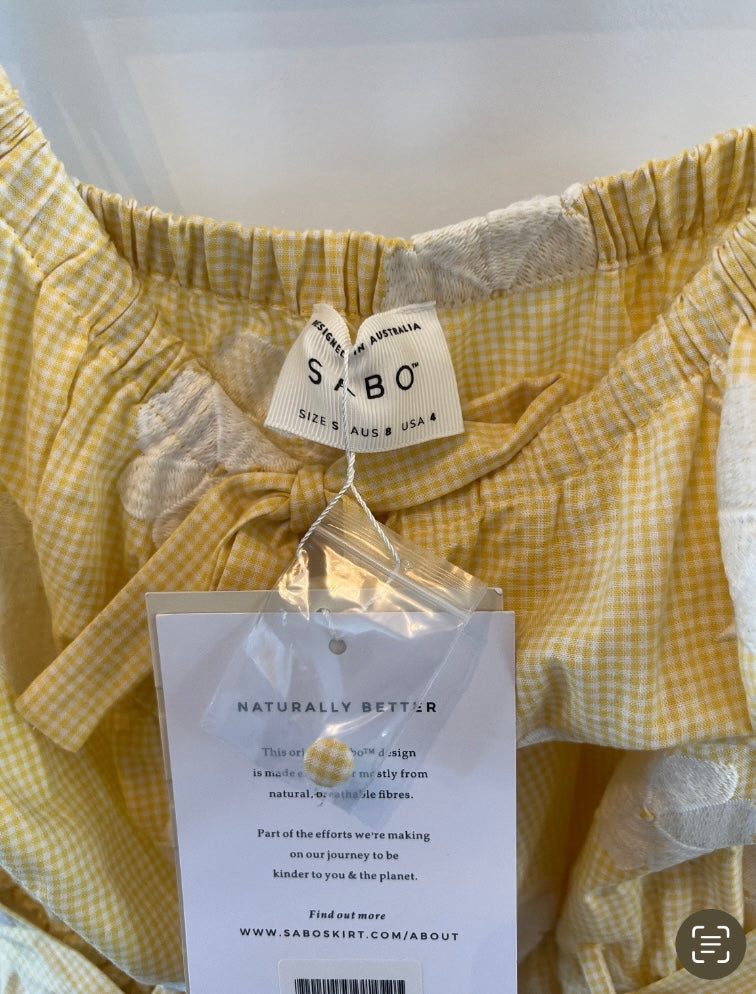 DESIGNED IN AUSTRALIA
SABO™
SIZE S AUS 8 USA 4
NATURALLY BETTER
This Sabo™ design
is made mostly from
natural, breathable fibres.
Part of the efforts we're making
on our journey to be
kinder to you & the planet.
Find out more
WWW.SABOSKIRT.COM/ABOUT